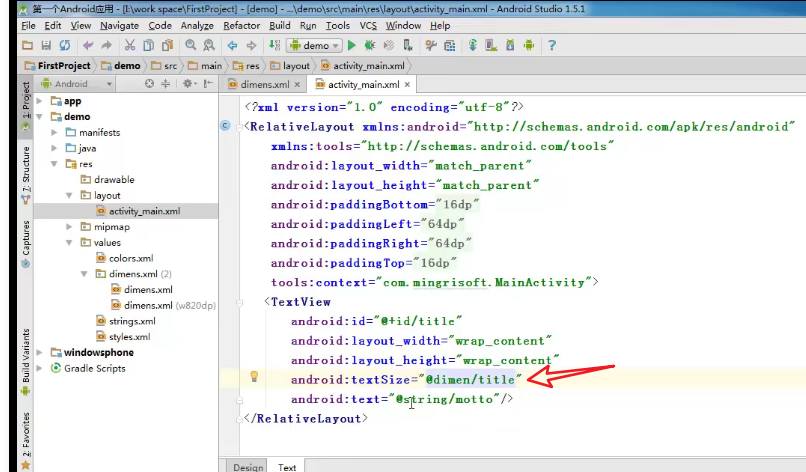 第一个Android应用 - [E:\work space\FirstProject] - [demo] - ...\demo\src\main\res\layout\activity_main.xml - Android Studio 1.5.1
File Edit View Navigate Code Analyze Refactor Build Run Tools VCS Window Help
demo
FirstProject demo src main res layout activity_main.xml
1: Project
Android
dimens.xml
activity_main.xml
app
demo
manifests
java
res
drawable
layout
activity_main.xml
mipmap
values
colors.xml
dimens.xml (2)
dimens.xml
dimens.xml (w820dp)
strings.xml
styles.xml
windowsphone
Gradle Scripts
7: Structure
Captures
Build Variants
2: Favorites
<?xml version="1.0" encoding="utf-8"?>
<RelativeLayout xmlns:android="http://schemas.android.com/apk/res/android"
xmlns:tools="http://schemas.android.com/tools"
android:layout_width="match_parent"
android:layout_height="match_parent"
android:paddingBottom="16dp"
android:paddingLeft="64dp"
android:paddingRight="64dp"
android:paddingTop="16dp"
tools:context="com.mingrisoft.MainActivity">
<TextView
android:id="@+id/title"
android:layout_width="wrap_content"
android:layout_height="wrap_content"
android:textSize="@dimen/title"
android:text="@string/motto"/>
</RelativeLayout>
Design Text